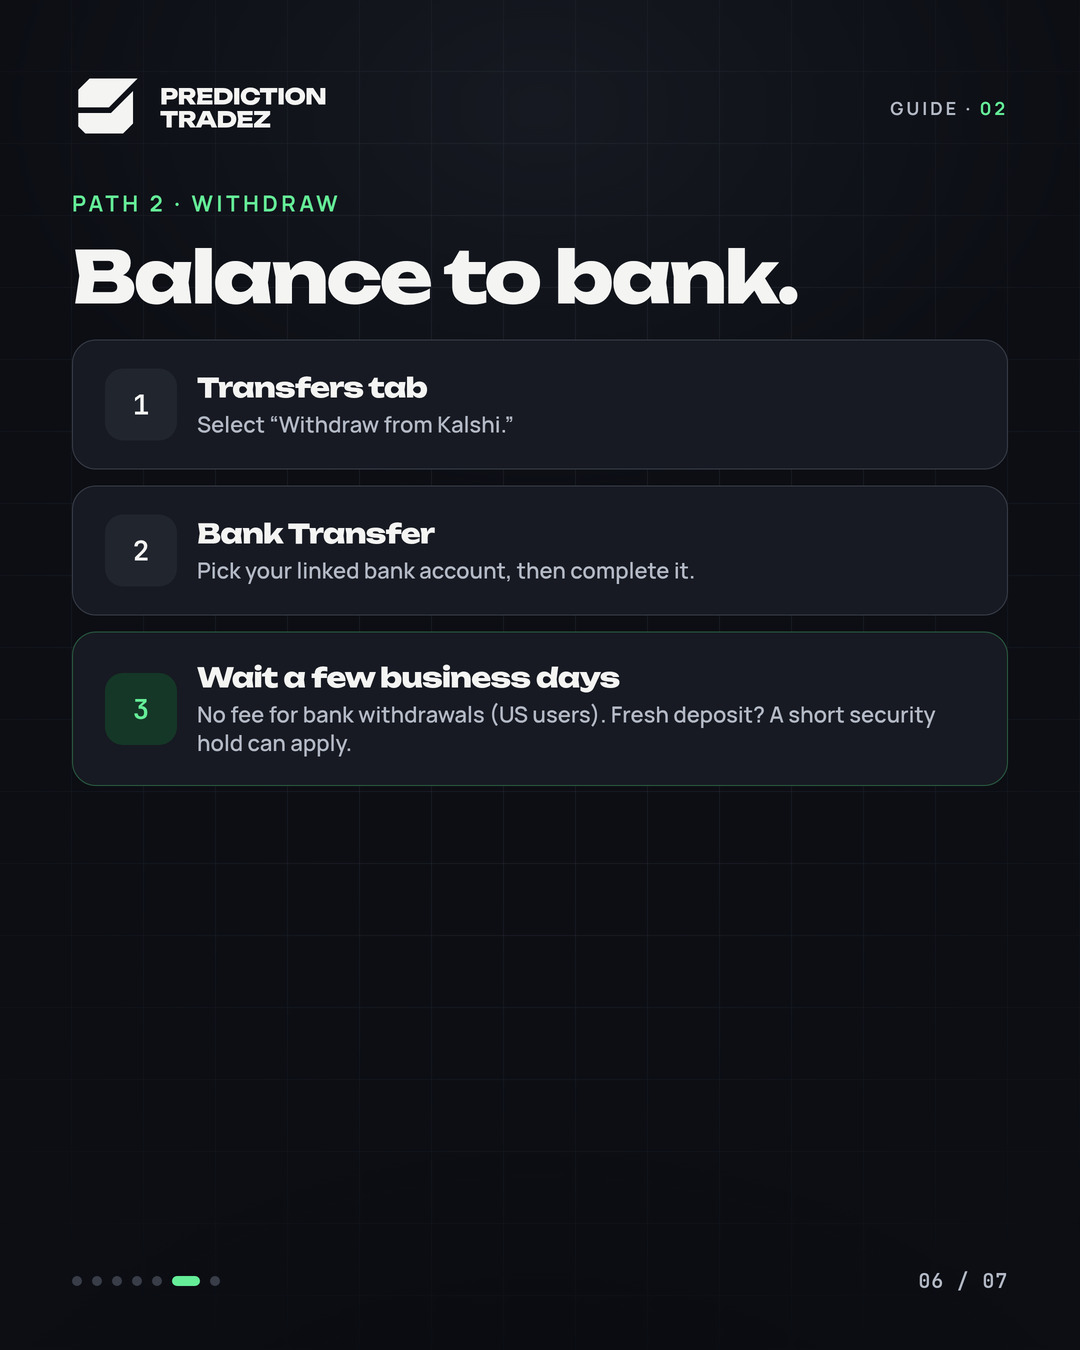 PREDICTION
TRADEZ
GUIDE · 02
PATH 2 · WITHDRAW
Balance to bank.
1
Transfers tab
Select “Withdraw from Kalshi.”
2
Bank Transfer
Pick your linked bank account, then complete it.
3
Wait a few business days
No fee for bank withdrawals (US users). Fresh deposit? A short security
hold can apply.
06 / 07